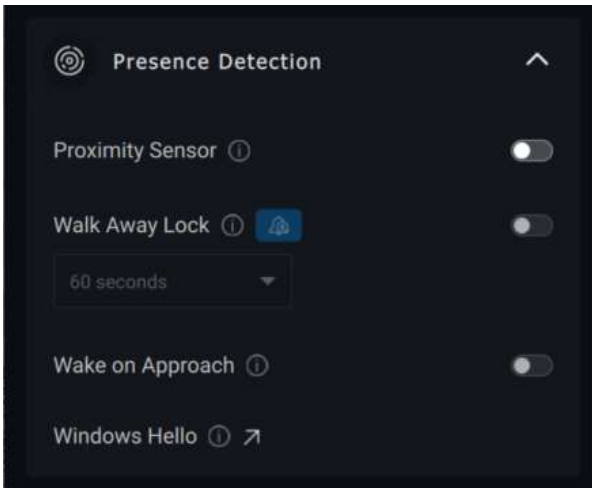 Presence Detection
Proximity Sensor
Walk Away Lock
60 seconds
Wake on Approach
Windows Hello